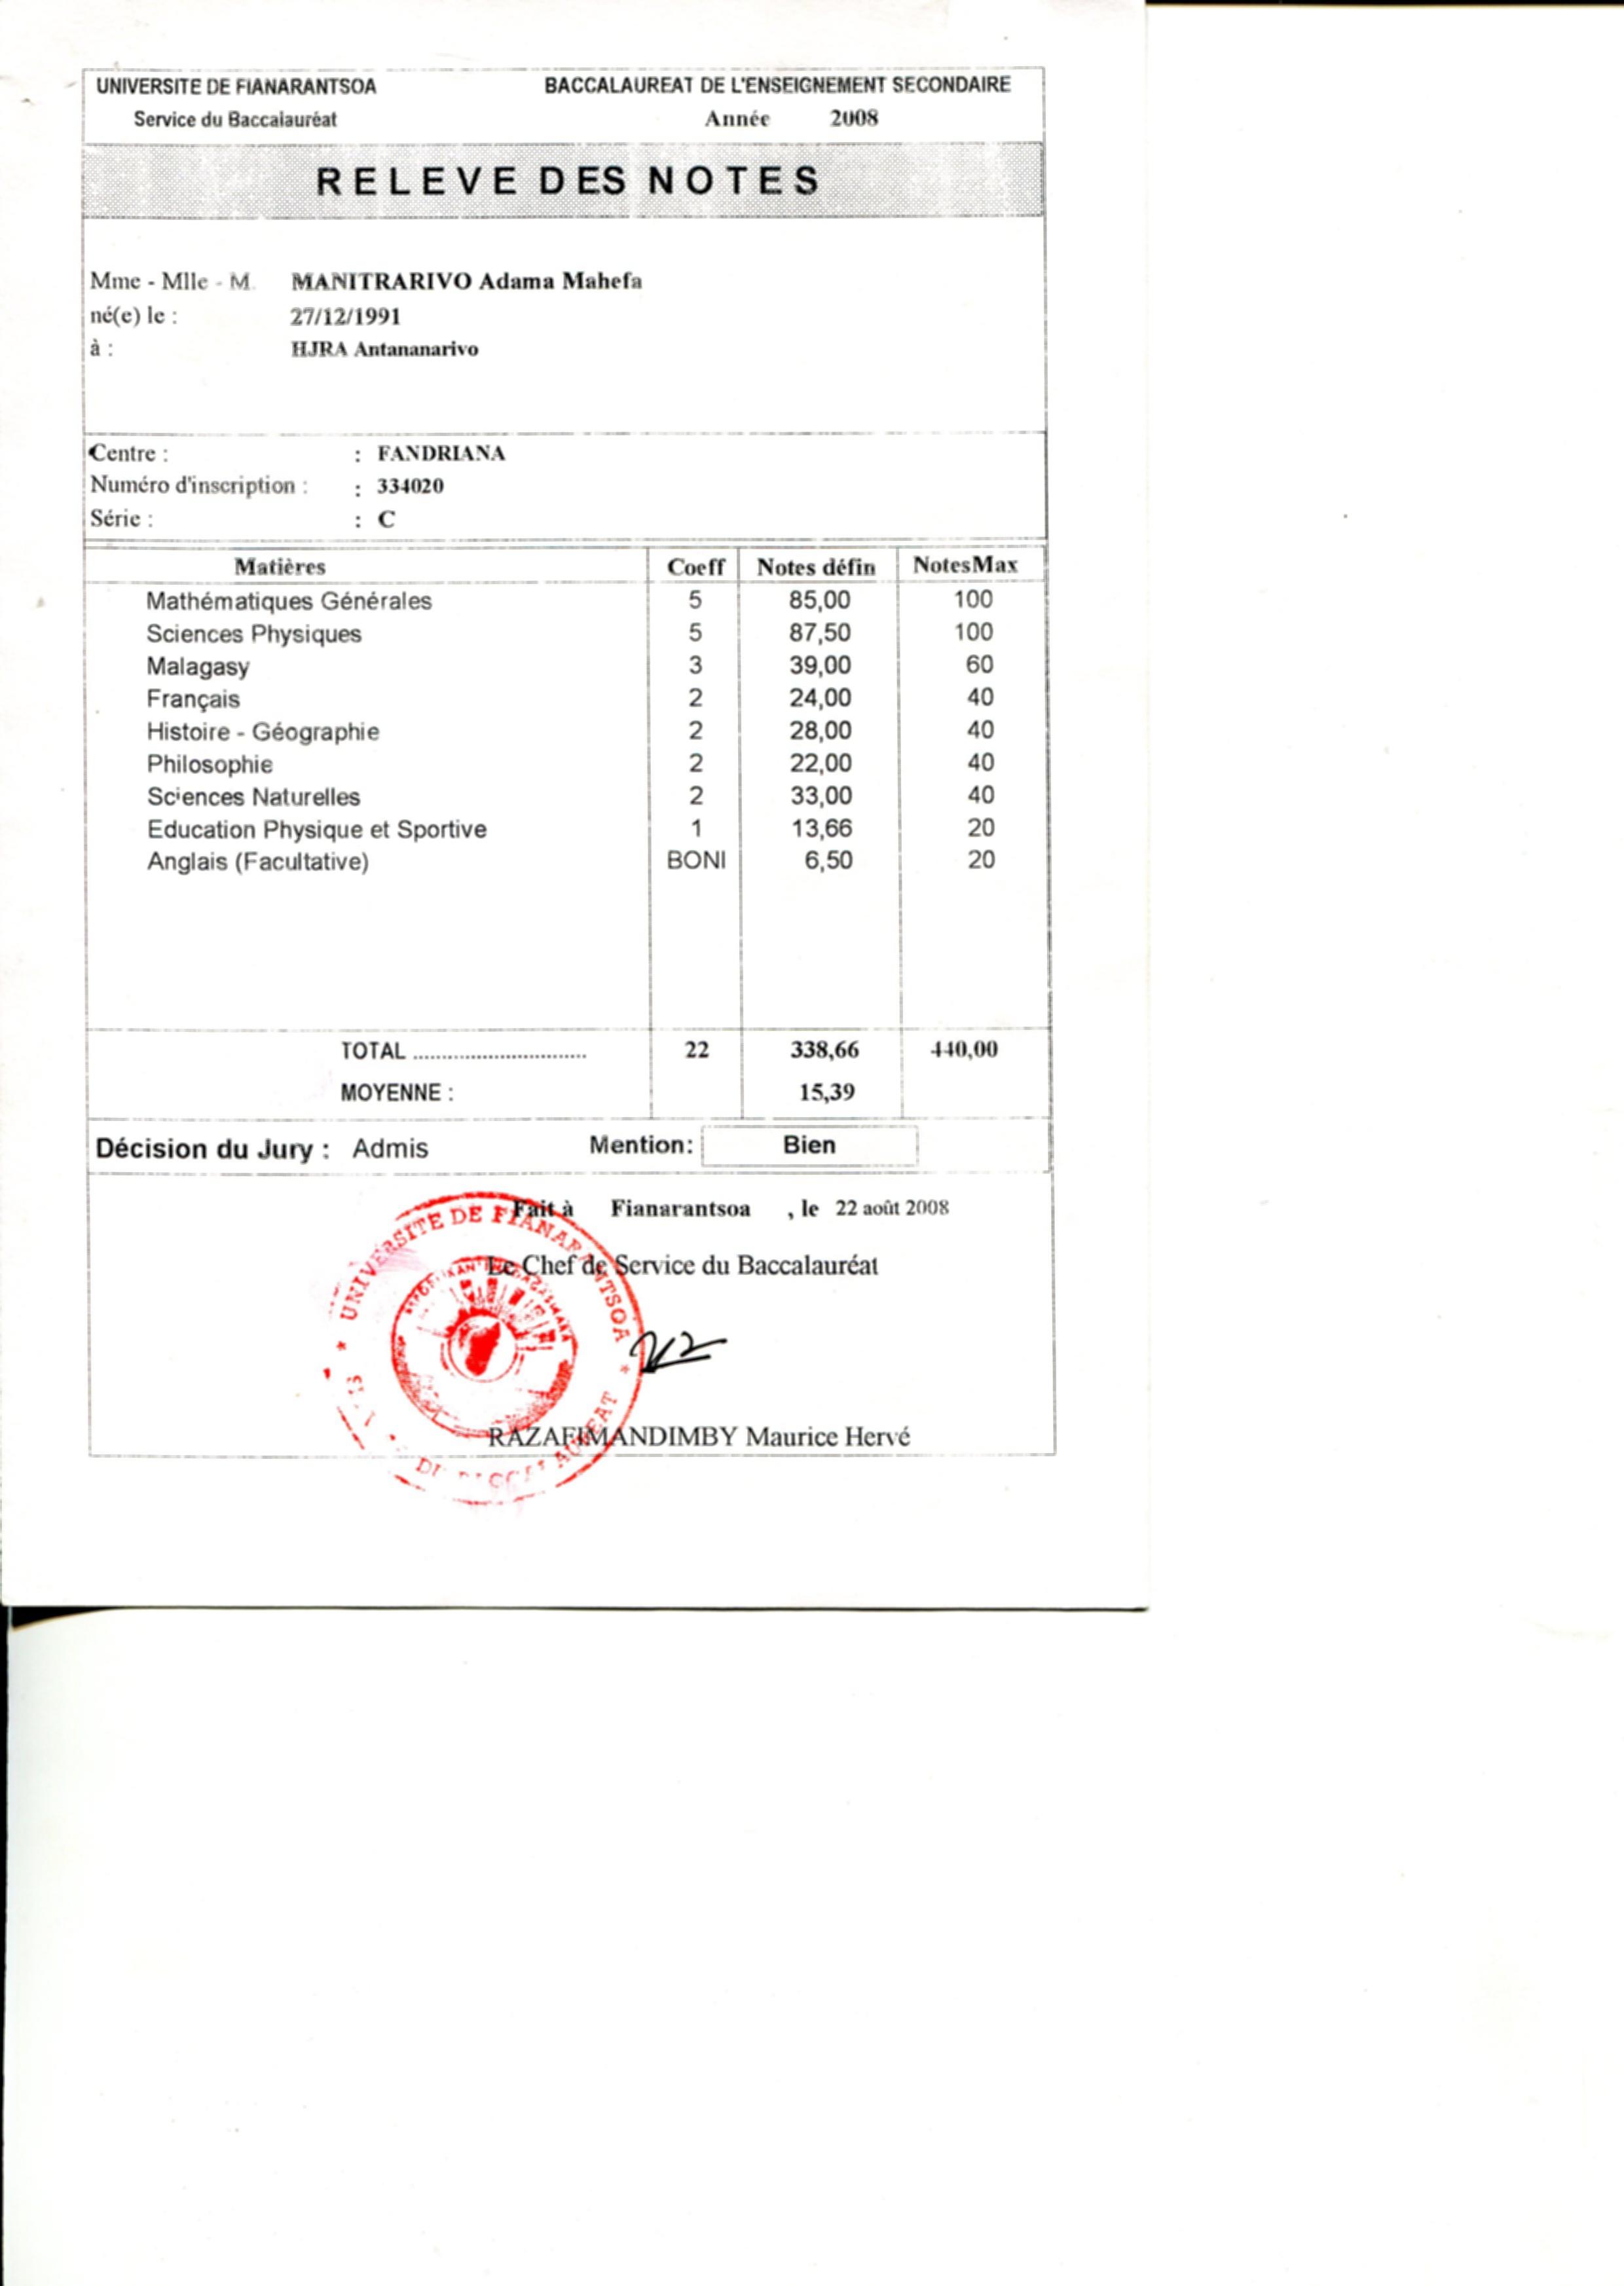 UNIVERSITE DE FIANARANTSOA BACCALAUREAT DE L'ENSEIGNEMENT SECONDAIRE
Service du Baccalauréat Année 2008
RELEVE DES NOTES
Mme - Mlle - M. MANITRARIVO Adama Mahefa
né(e) le : 27/12/1991
à : HJRA Antananarivo
Centre : : FANDRIANA
Numéro d'inscription : : 334020
Série : : C
Matières Coeff Notes défin NotesMax
Mathématiques Générales 5 85,00 100
Sciences Physiques 5 87,50 100
Malagasy 3 39,00 60
Français 2 24,00 40
Histoire - Géographie 2 28,00 40
Philosophie 2 22,00 40
Sciences Naturelles 2 33,00 40
Education Physique et Sportive 1 13,66 20
Anglais (Facultative) BONI 6,50 20
TOTAL .............................. 22 338,66 440,00
MOYENNE : 15,39
Décision du Jury : Admis Mention: Bien
Fait à Fianarantsoa , le 22 août 2008
Le Chef de Service du Baccalauréat
* UNIVERSITE DE FIANARANTSOA *
RAZAFIMANDIMBY Maurice Hervé